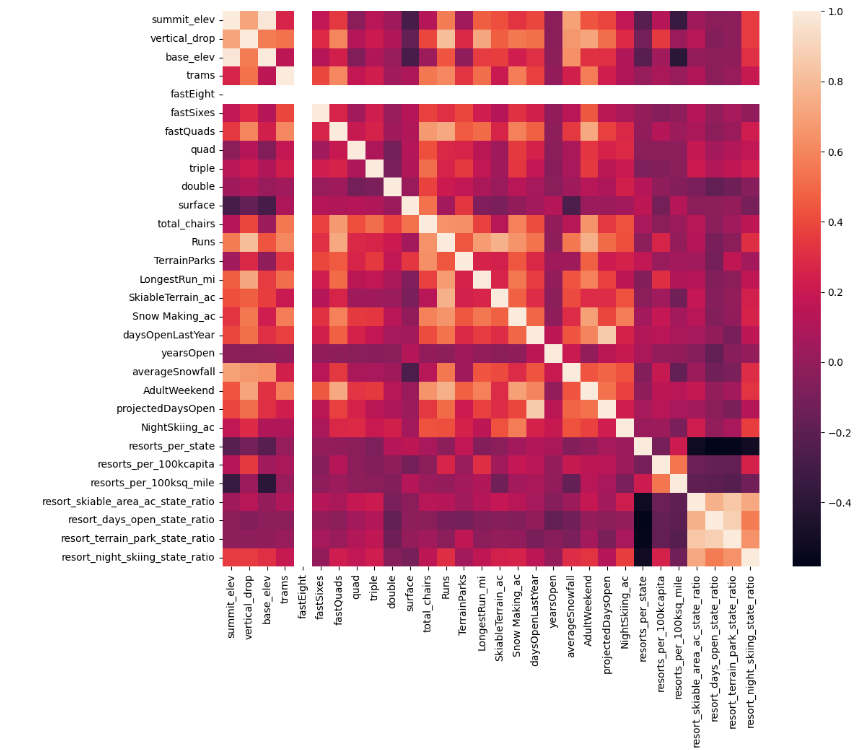 summit_elev
vertical_drop
base_elev
trams
fastEight
fastSixes
fastQuads
quad
triple
double
surface
total_chairs
Runs
TerrainParks
LongestRun_mi
SkiableTerrain_ac
Snow Making_ac
daysOpenLastYear
yearsOpen
averageSnowfall
AdultWeekend
projectedDaysOpen
NightSkiing_ac
resorts_per_state
resorts_per_100kcapita
resorts_per_100ksq_mile
resort_skiable_area_ac_state_ratio
resort_days_open_state_ratio
resort_terrain_park_state_ratio
resort_night_skiing_state_ratio
summit_elev
vertical_drop
base_elev
trams
fastEight
fastSixes
fastQuads
quad
triple
double
surface
total_chairs
Runs
TerrainParks
LongestRun_mi
SkiableTerrain_ac
Snow Making_ac
daysOpenLastYear
yearsOpen
averageSnowfall
AdultWeekend
projectedDaysOpen
NightSkiing_ac
resorts_per_state
resorts_per_100kcapita
resorts_per_100ksq_mile
resort_skiable_area_ac_state_ratio
resort_days_open_state_ratio
resort_terrain_park_state_ratio
resort_night_skiing_state_ratio
1.0
0.8
0.6
0.4
0.2
0.0
−0.2
−0.4